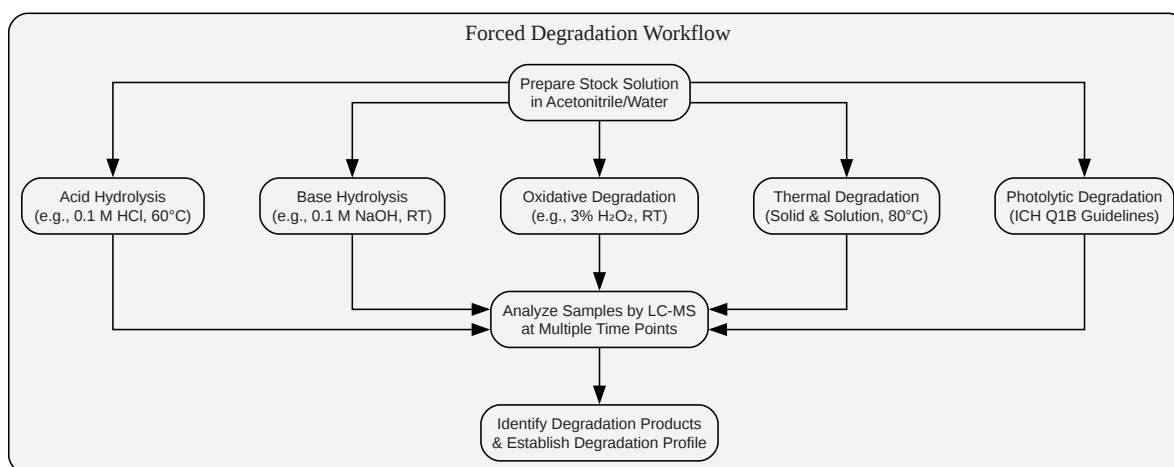 Forced Degradation Workflow
Prepare Stock Solution
in Acetonitrile/Water
Acid Hydrolysis
(e.g., 0.1 M HCl, 60°C)
Base Hydrolysis
(e.g., 0.1 M NaOH, RT)
Oxidative Degradation
(e.g., 3% H₂O₂, RT)
Thermal Degradation
(Solid & Solution, 80°C)
Photolytic Degradation
(ICH Q1B Guidelines)
Analyze Samples by LC-MS
at Multiple Time Points
Identify Degradation Products
& Establish Degradation Profile